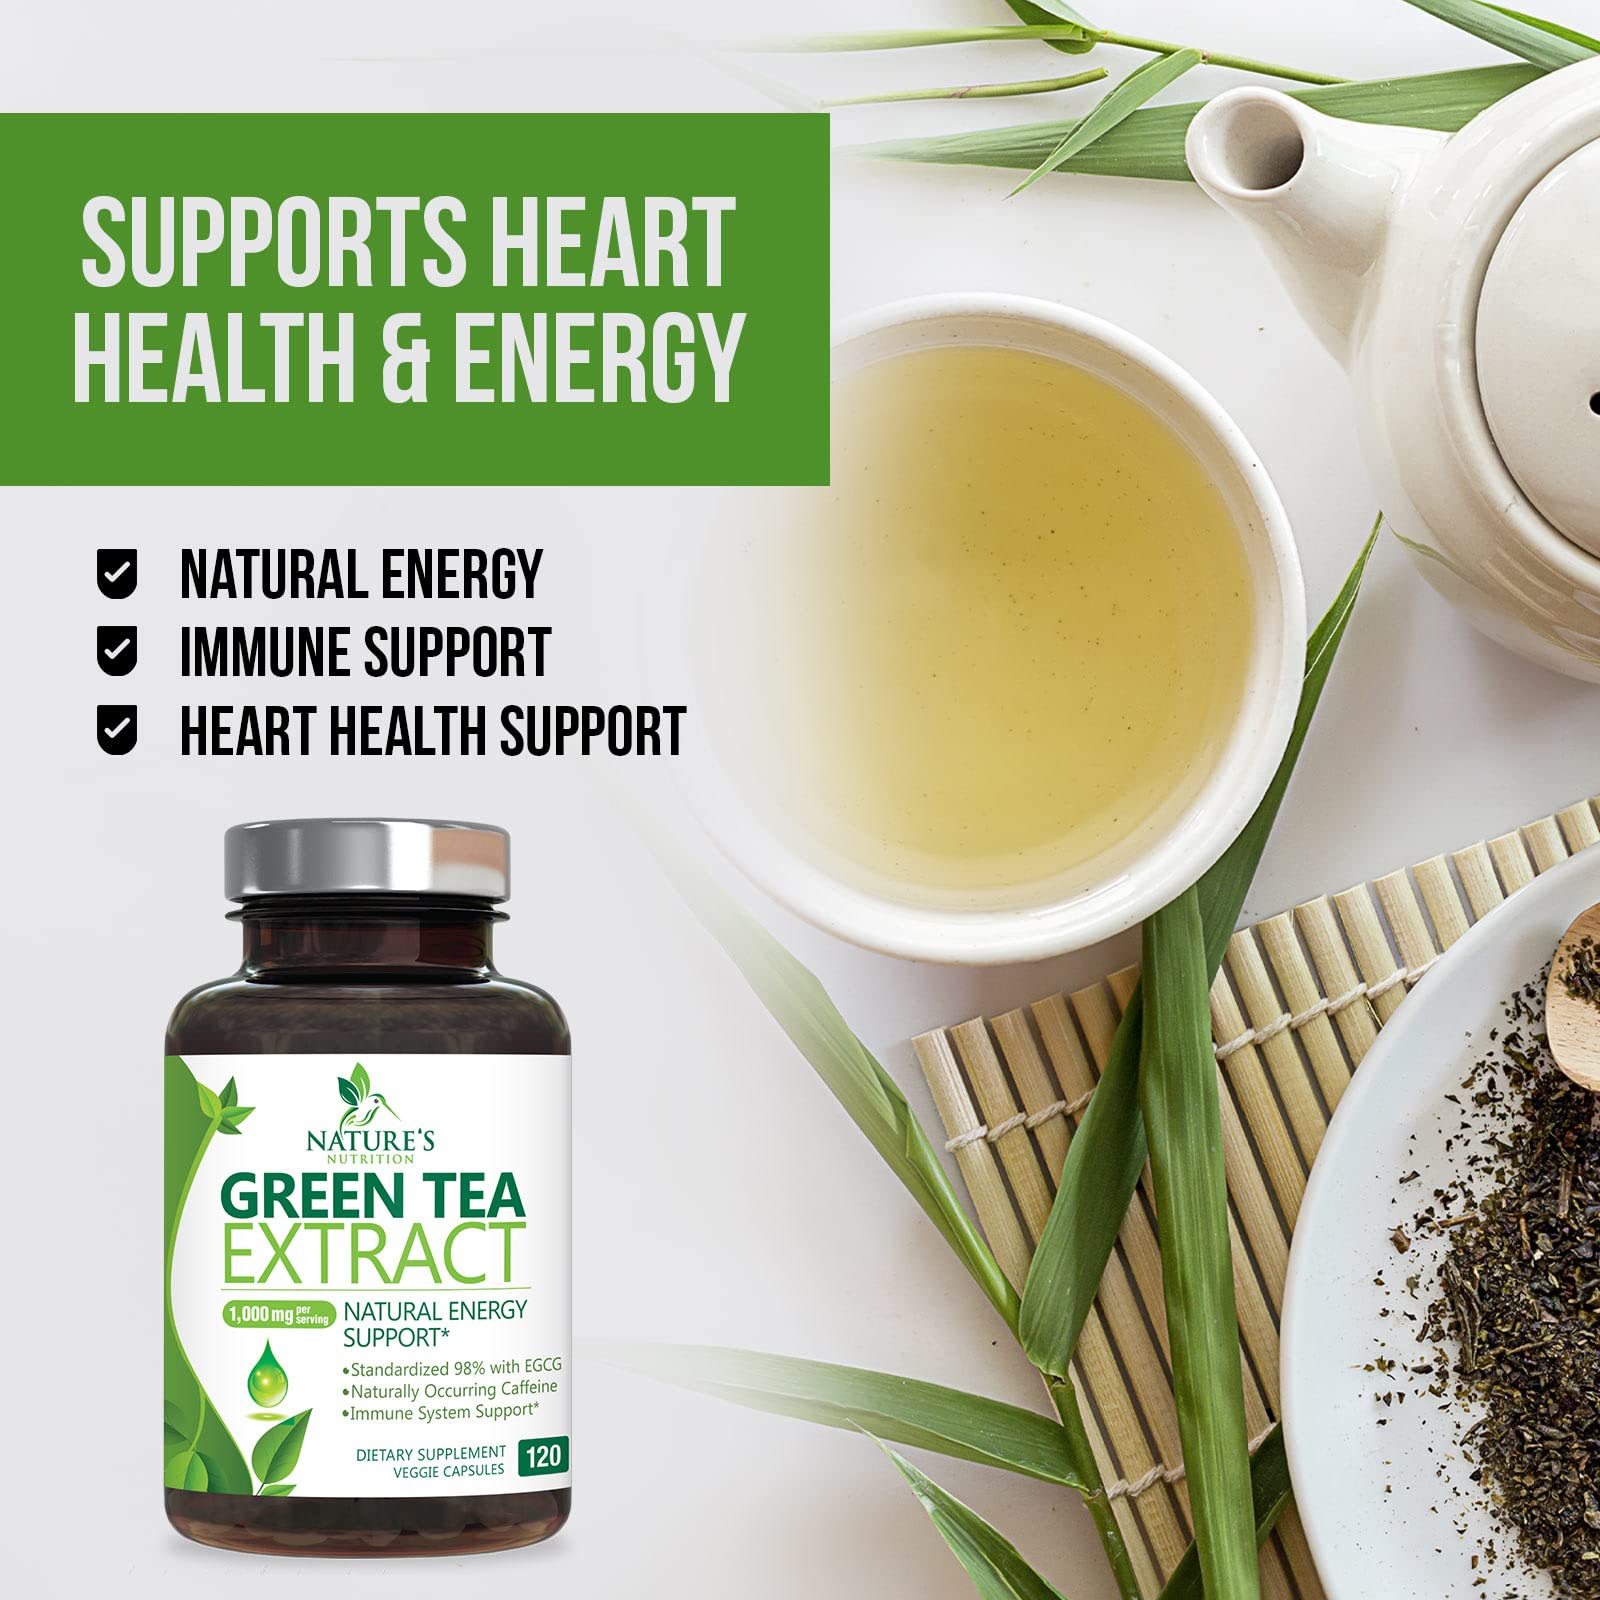 SUPPORTS HEART
HEALTH & ENERGY
NATURAL ENERGY
IMMUNE SUPPORT
HEART HEALTH SUPPORT
NATURE'S
NUTRITION
GREEN TEA
EXTRACT
1,000 mg per serving
NATURAL ENERGY
SUPPORT*
•Standardized 98% with EGCG
•Naturally Occurring Caffeine
•Immune System Support*
DIETARY SUPPLEMENT
VEGGIE CAPSULES
120